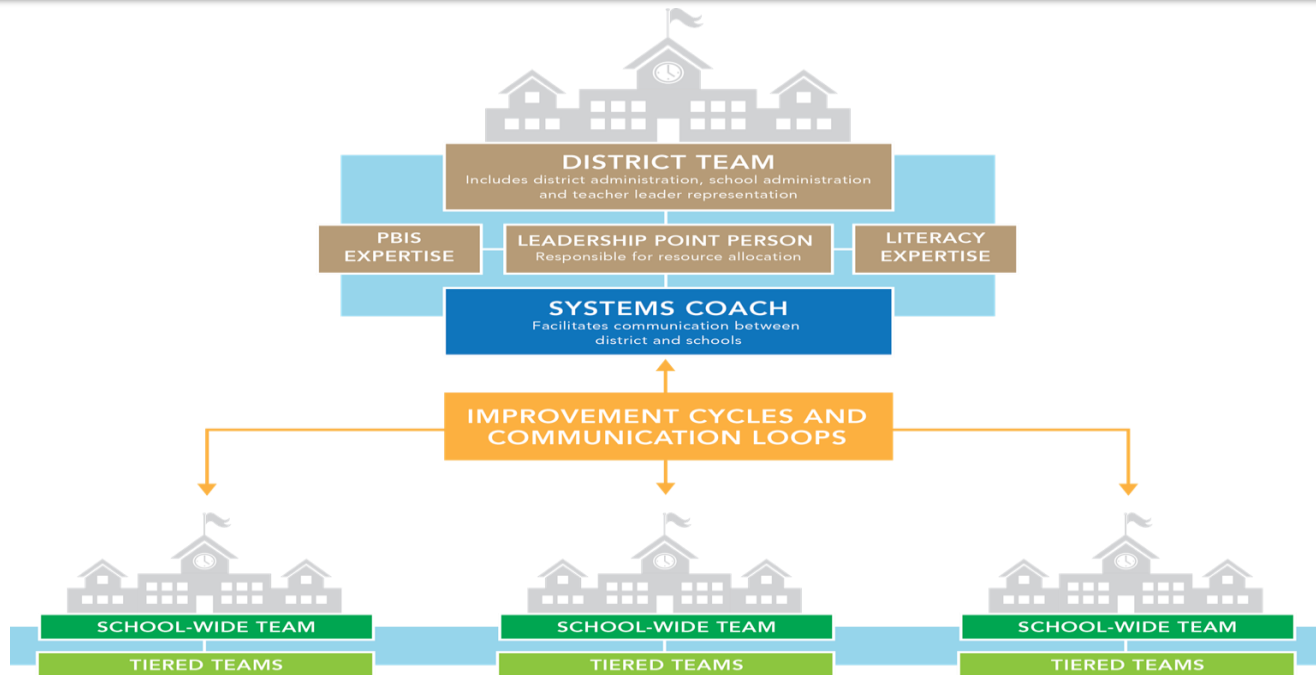 DISTRICT TEAM
Includes district administration, school administration
and teacher leader representation
PBIS
EXPERTISE
LEADERSHIP POINT PERSON
Responsible for resource allocation
LITERACY
EXPERTISE
SYSTEMS COACH
Facilitates communication between
district and schools
IMPROVEMENT CYCLES AND
COMMUNICATION LOOPS
SCHOOL-WIDE TEAM
TIERED TEAMS
SCHOOL-WIDE TEAM
TIERED TEAMS
SCHOOL-WIDE TEAM
TIERED TEAMS